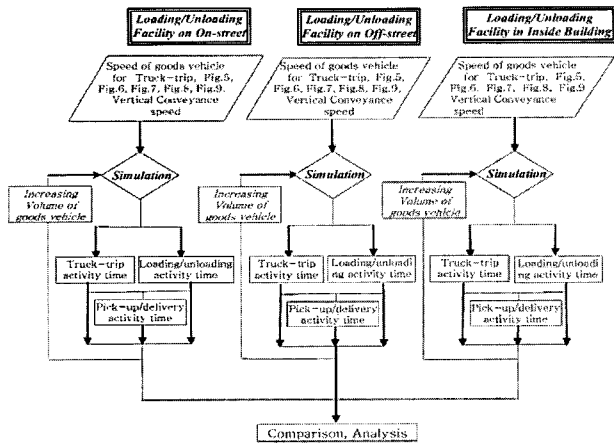 Loading/Unloading
Facility on On-street
Loading/Unloading
Facility on Off-street
Loading/Unloading
Facility in Inside Building
Speed of goods vehicle
for Truck-trip, Fig.5,
Fig.6, Fig.7, Fig.8, Fig.9,
Vertical Conveyance
speed
Speed of goods vehicle
for Truck-trip, Fig.5,
Fig.6, Fig.7, Fig.8, Fig.9,
Vertical Conveyance
speed
Speed of goods vehicle
for Truck-trip, Fig.5,
Fig.6, Fig.7, Fig.8, Fig.9
Vertical Conveyance
speed
Simulation
Simulation
Simulation
Increasing
Volume of
goods vehicle
Increasing
Volume of
goods vehicle
Increasing
Volume of
goods vehicle
Truck-trip
activity time
Loading/unloading
activity time
Truck-trip
activity time
Loading/unloadi
ng activity time
Truck-trip
activity time
Loading/unloadi
ng activity time
Pick-up/delivery
activity time
Pick-up/delivery
activity time
Pick-up/delivery
activity time
Comparison, Analysis